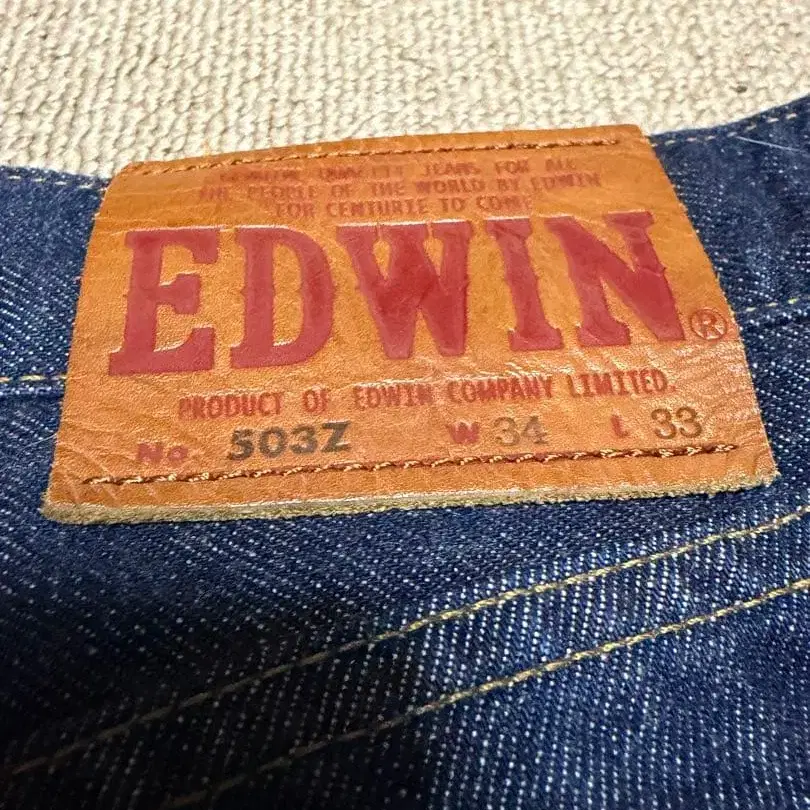 GENUINE QUALITY JEANS FOR ALL
THE PEOPLE OF THE WORLD BY EDWIN
FOR CENTURIE TO COME
EDWIN®
PRODUCT OF EDWIN COMPANY LIMITED.
No. 503Z W 34 L 33